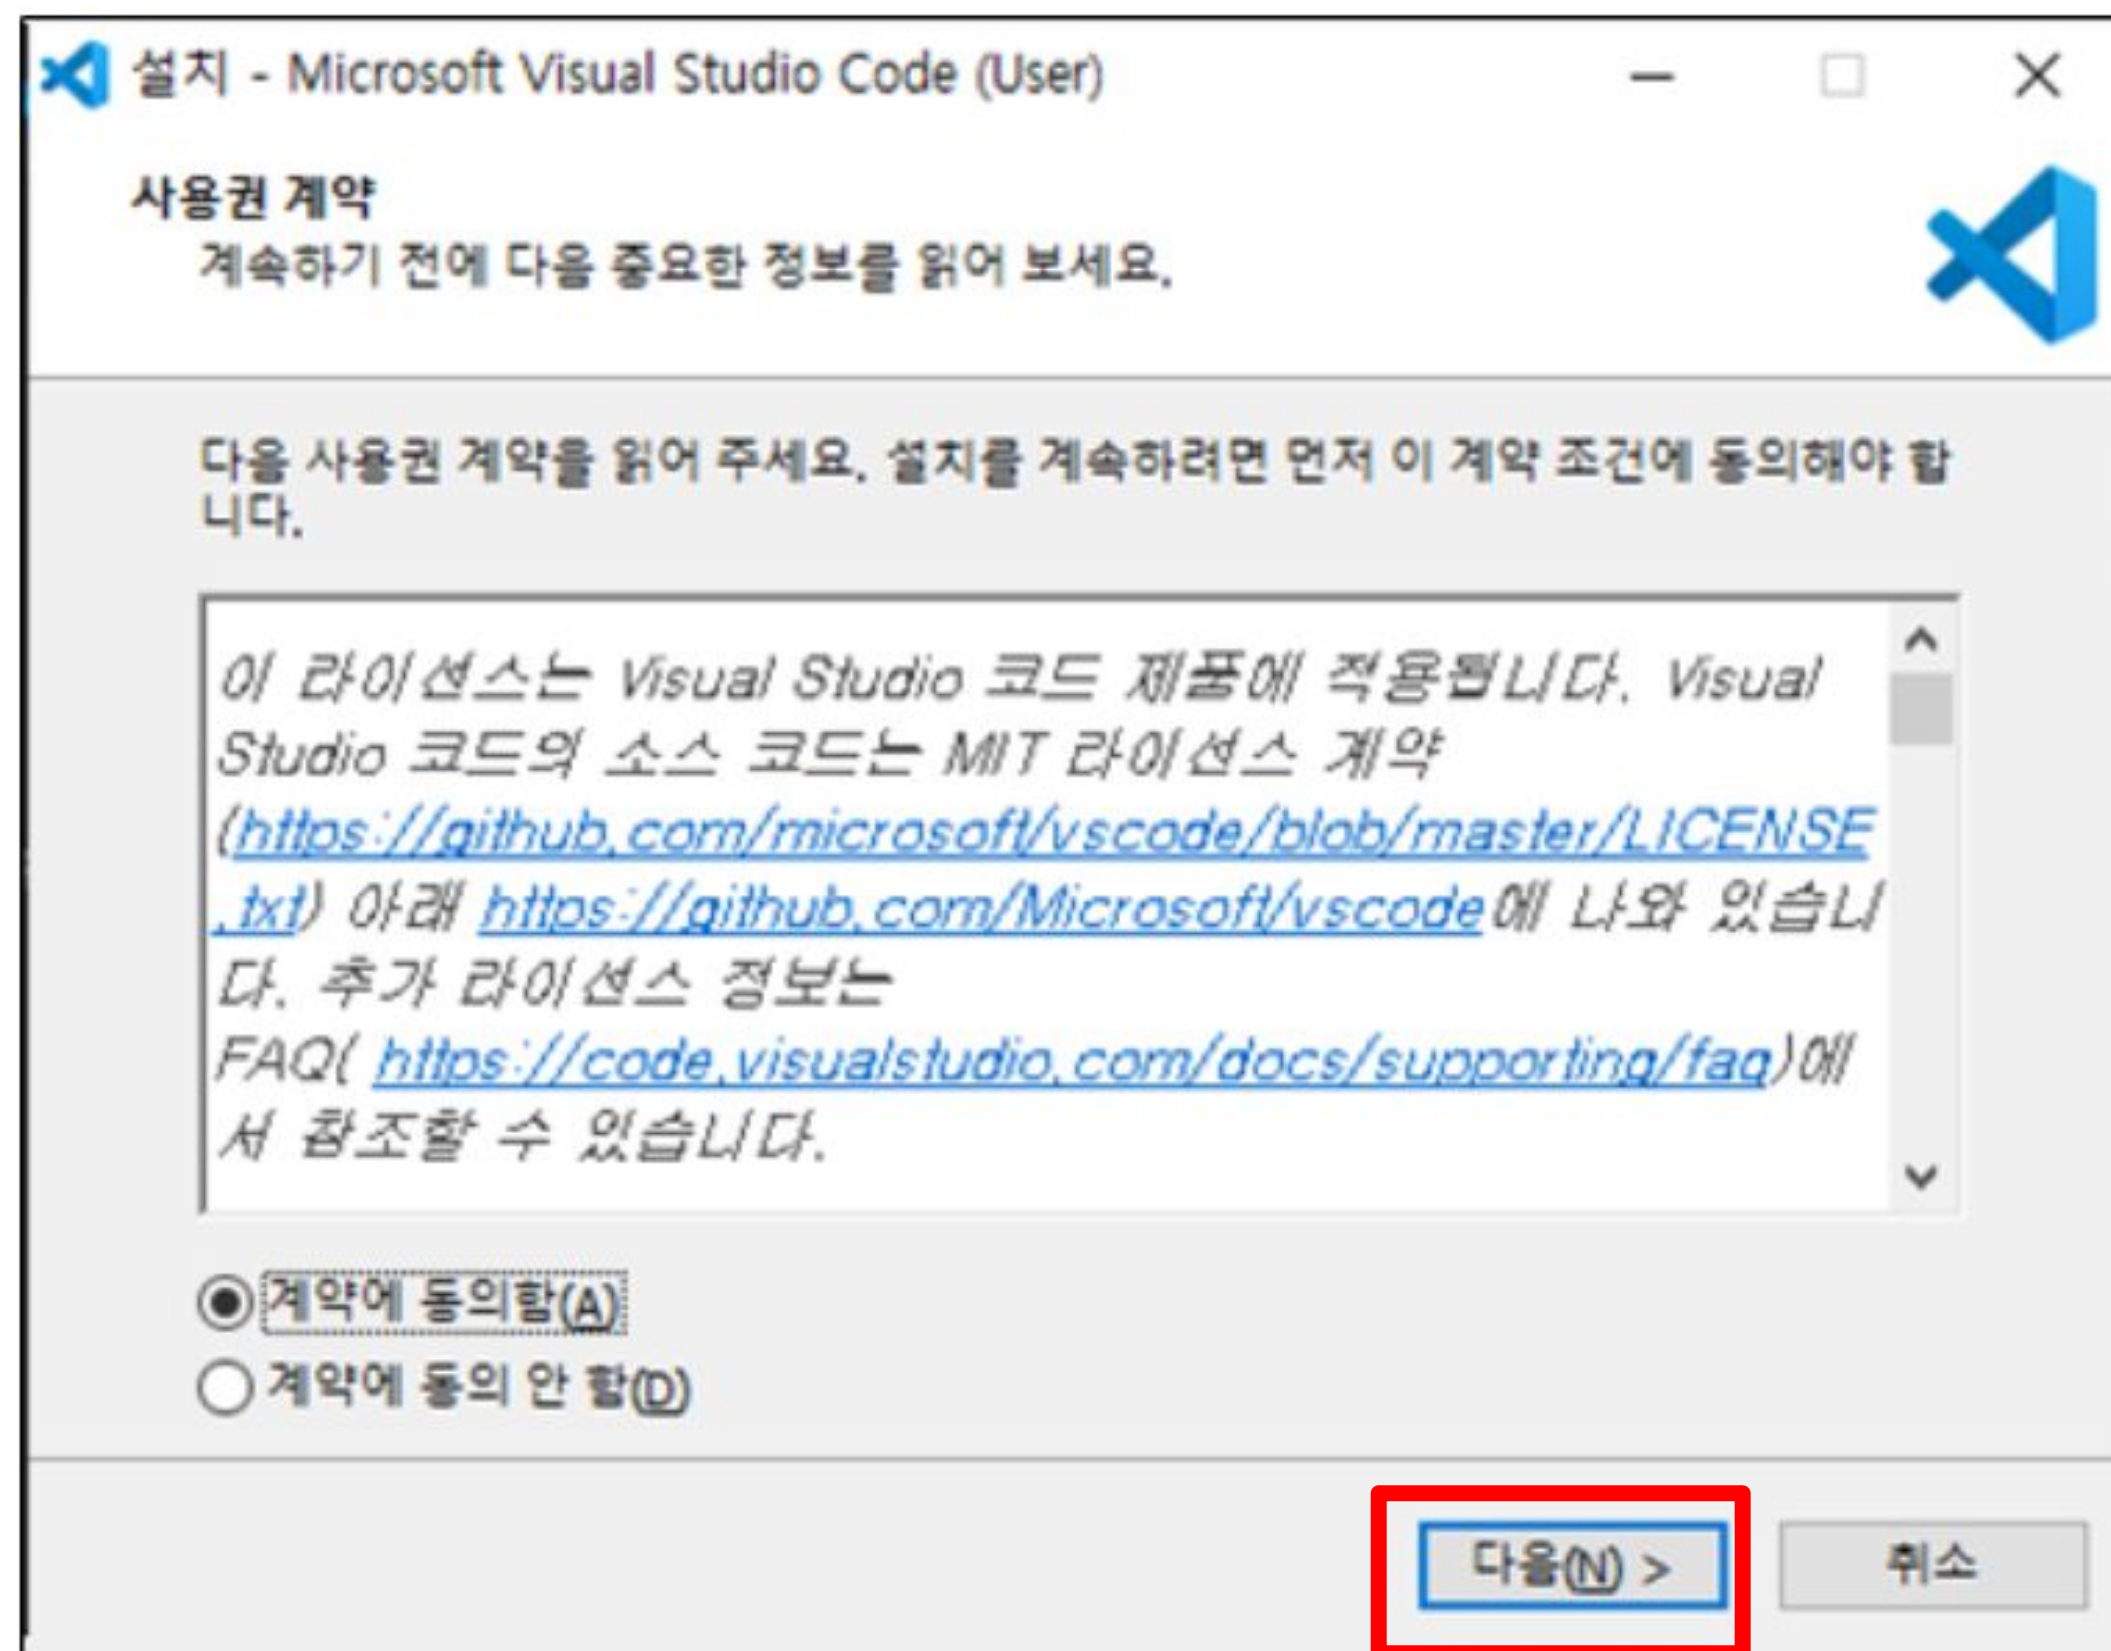 설치 - Microsoft Visual Studio Code (User)
사용권 계약
계속하기 전에 다음 중요한 정보를 읽어 보세요.
다음 사용권 계약을 읽어 주세요. 설치를 계속하려면 먼저 이 계약 조건에 동의해야 합
니다.
이 라이선스는 Visual Studio 코드 제품에 적용됩니다. Visual
Studio 코드의 소스 코드는 MIT 라이선스 계약
(https://github.com/microsoft/vscode/blob/master/LICENSE
.txt) 아래 https://github.com/Microsoft/vscode에 나와 있습니
다. 추가 라이선스 정보는
FAQ( https://code.visualstudio.com/docs/supporting/faq)에
서 참조할 수 있습니다.
계약에 동의함(A)
계약에 동의 안 함(D)
다음(N) > 취소